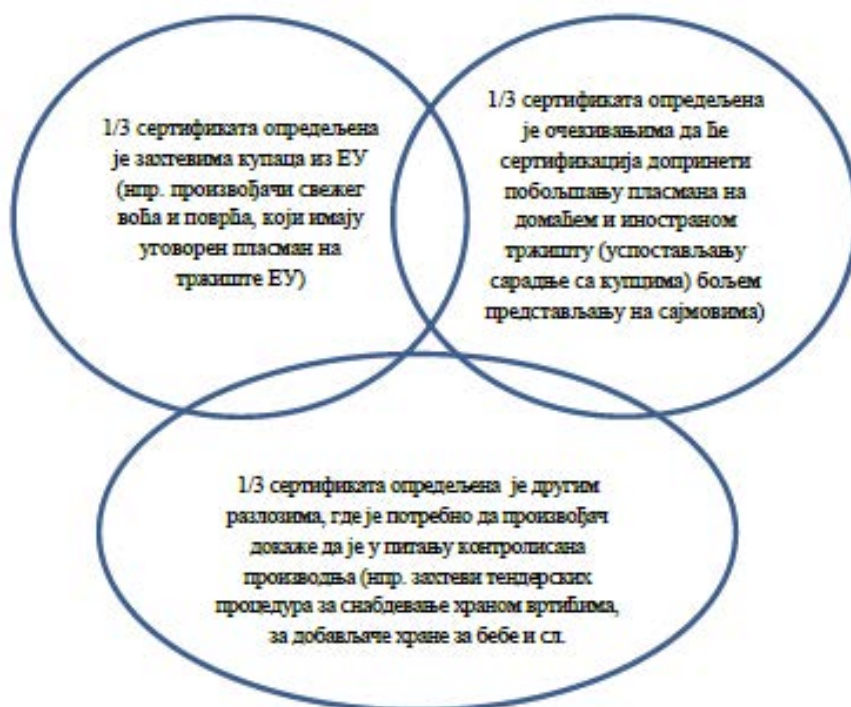 1/3 сертификата опредељена
је захтевима купаца из ЕУ
(нпр. произвођачи свежег
воћа и поврћа, који имају
уговорен пласман на
тржиште ЕУ)
1/3 сертификата опредељена
је очекивањима да ће
сертификација допринети
побољшању пласмана на
домаћем и иностраном
тржишту (успостављању
сарадње са купцима) бољем
представљању на сајмовима)
1/3 сертификата опредељена је другим
разлозима, где је потребно да произвођач
докаже да је у питању контролисана
производња (нпр. захтеви тендерских
процедура за снабдевање храном вртићима,
за добављаче хране за бебе и сл.